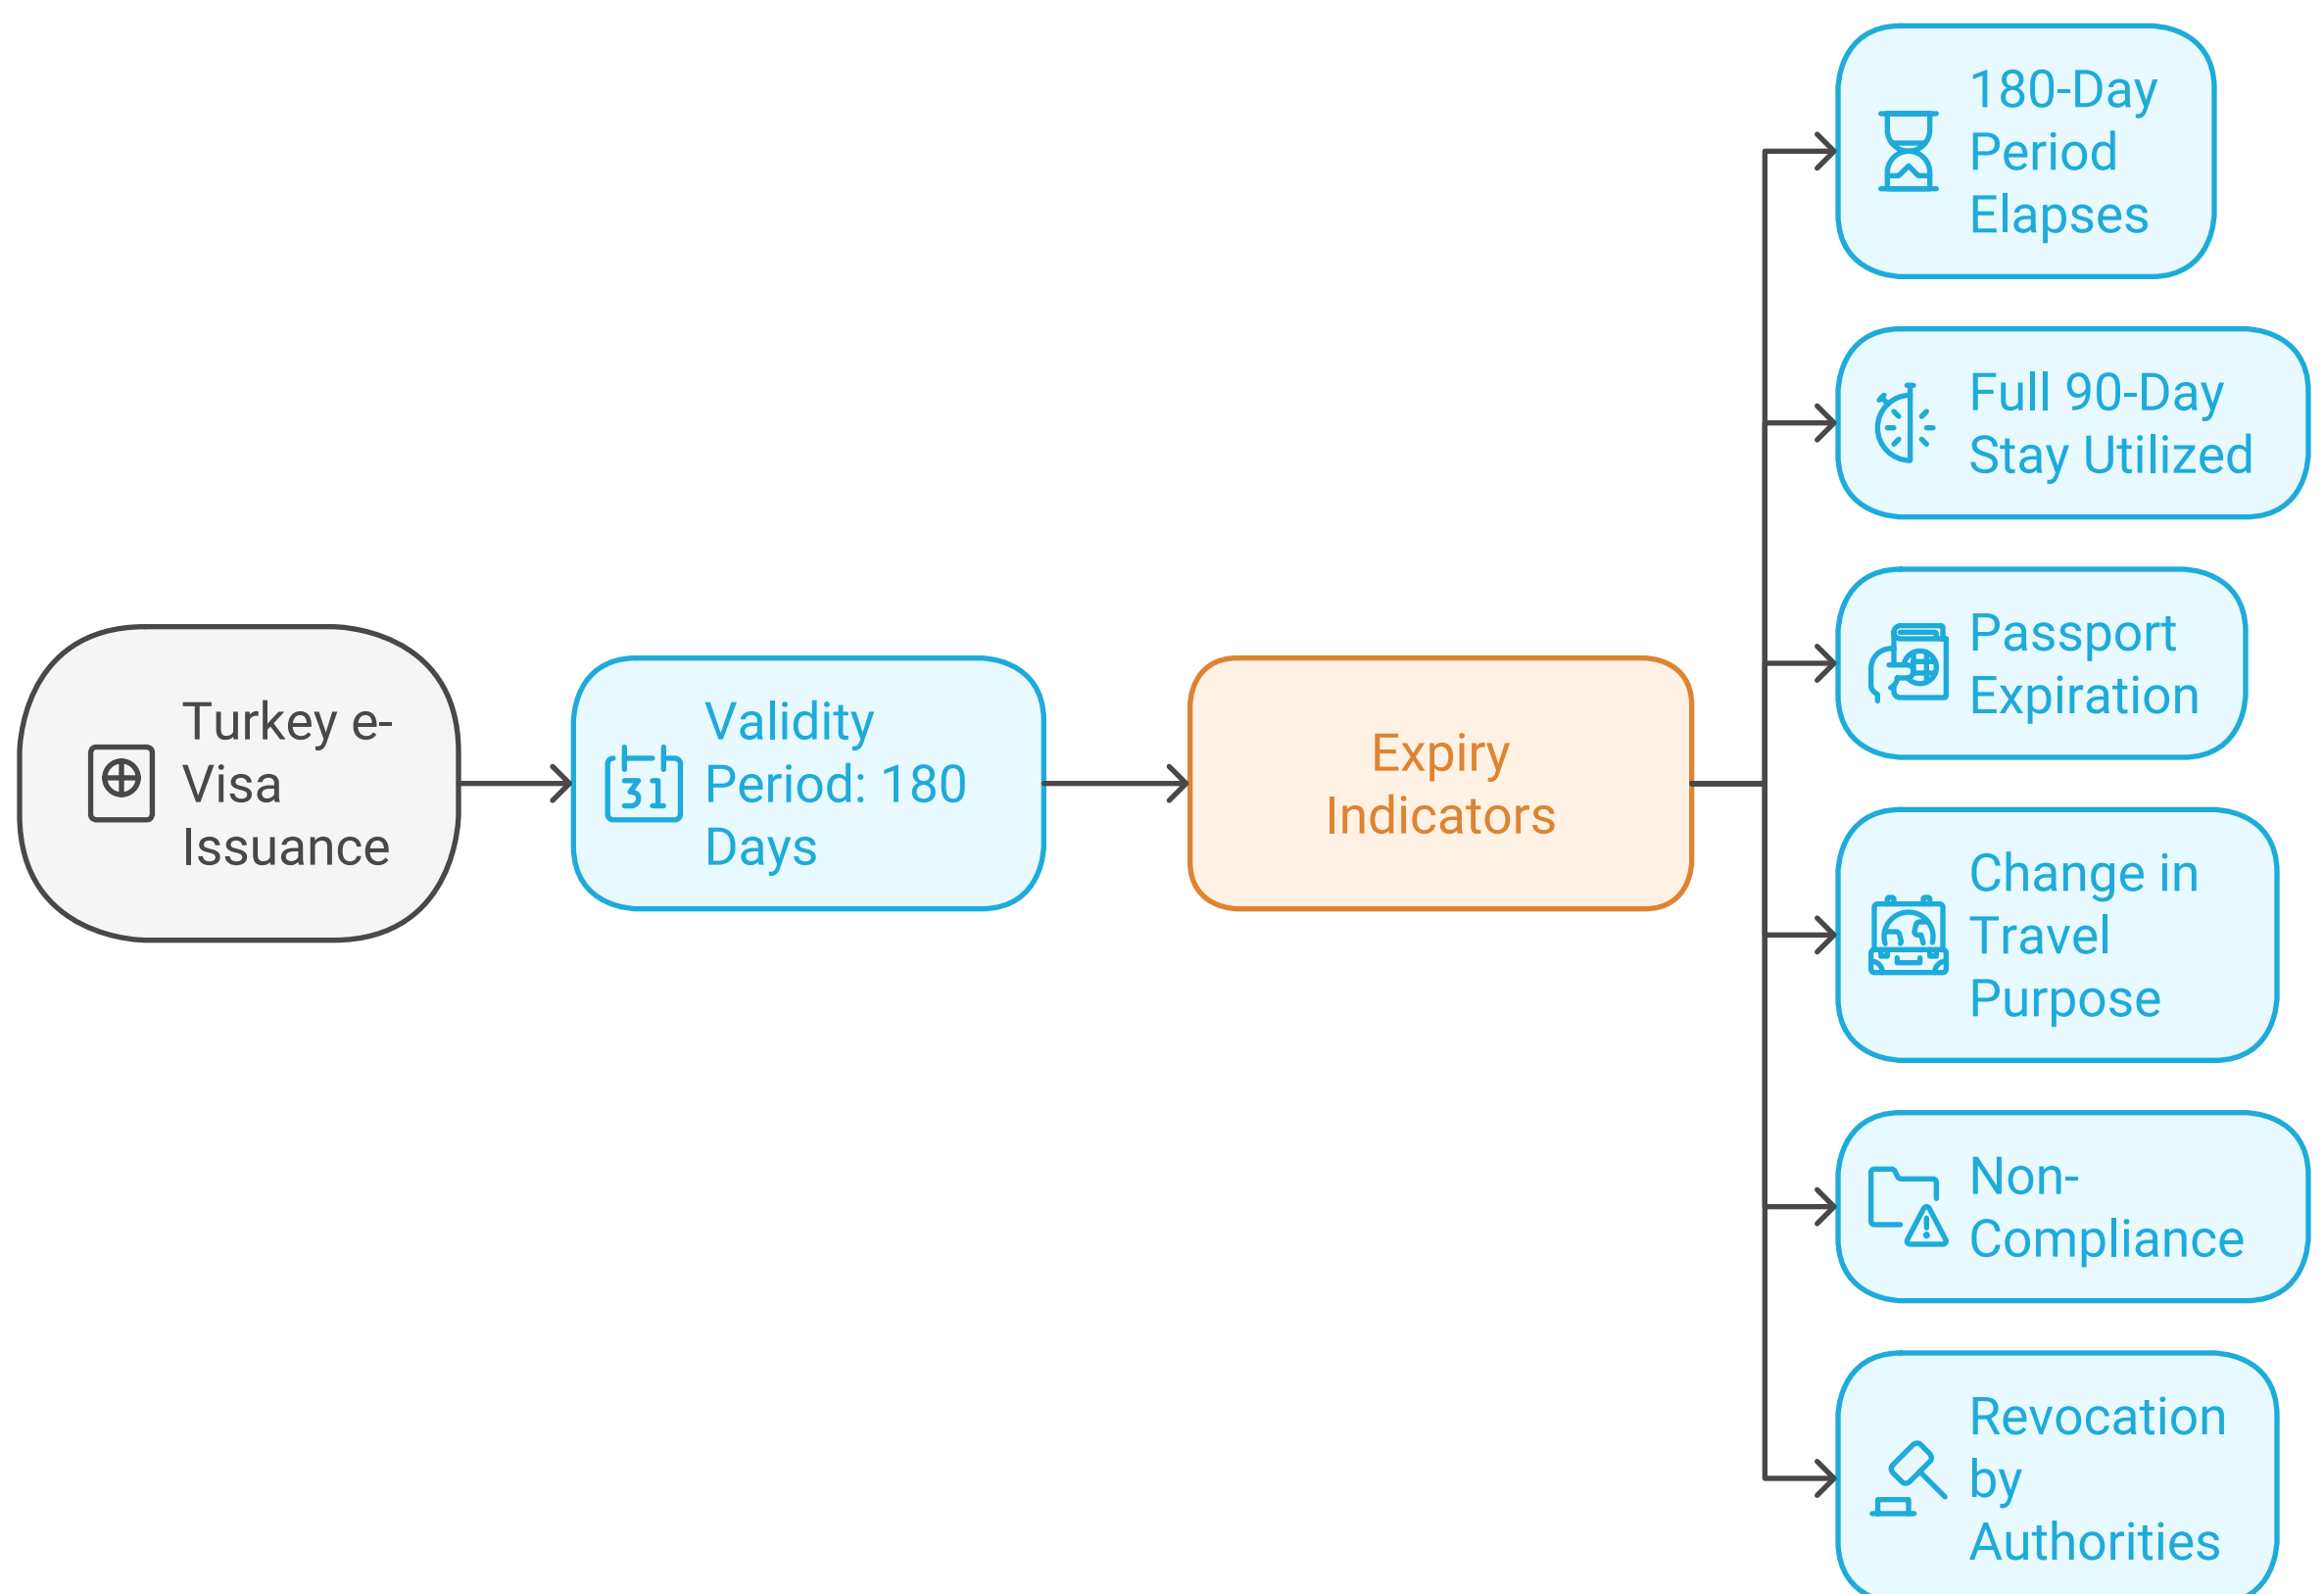 Turkey e-
Visa
Issuance
Validity
Period: 180
Days
Expiry
Indicators
180-Day
Period
Elapses
Full 90-Day
Stay Utilized
Passport
Expiration
Change in
Travel
Purpose
Non-
Compliance
Revocation
by
Authorities